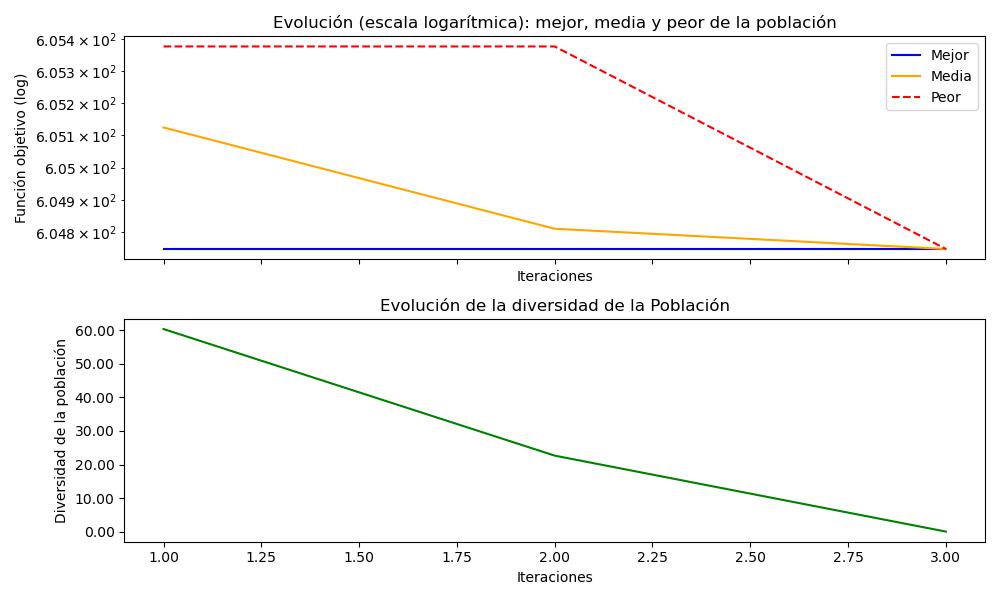 Evolución (escala logarítmica): mejor, media y peor de la población
Función objetivo (log)
6.054 × 10²
6.053 × 10²
6.052 × 10²
6.051 × 10²
6.05 × 10²
6.049 × 10²
6.048 × 10²
Mejor
Media
Peor
Iteraciones
Evolución de la diversidad de la Población
Diversidad de la población
60.00
50.00
40.00
30.00
20.00
10.00
0.00
1.00 1.25 1.50 1.75 2.00 2.25 2.50 2.75 3.00
Iteraciones